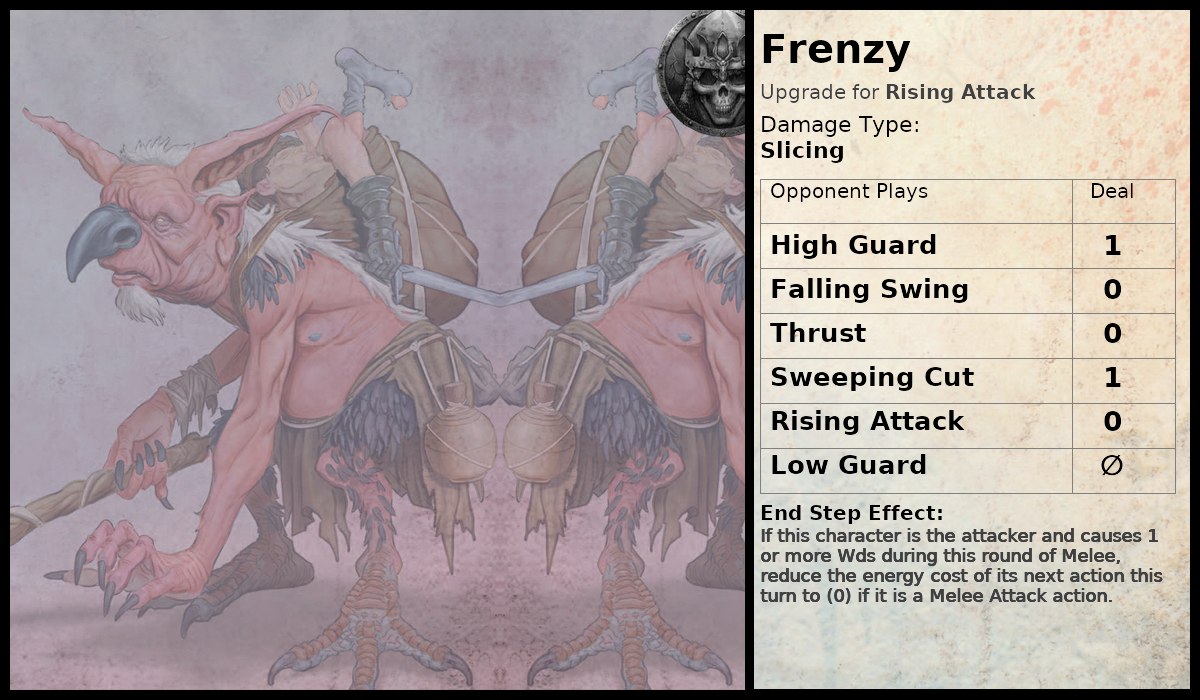 Frenzy
Upgrade for Rising Attack
Damage Type:
Slicing
Opponent Plays Deal
High Guard 1
Falling Swing 0
Thrust 0
Sweeping Cut 1
Rising Attack 0
Low Guard ∅
End Step Effect:
If this character is the attacker and causes 1
or more Wds during this round of Melee,
reduce the energy cost of its next action this
turn to (0) if it is a Melee Attack action.